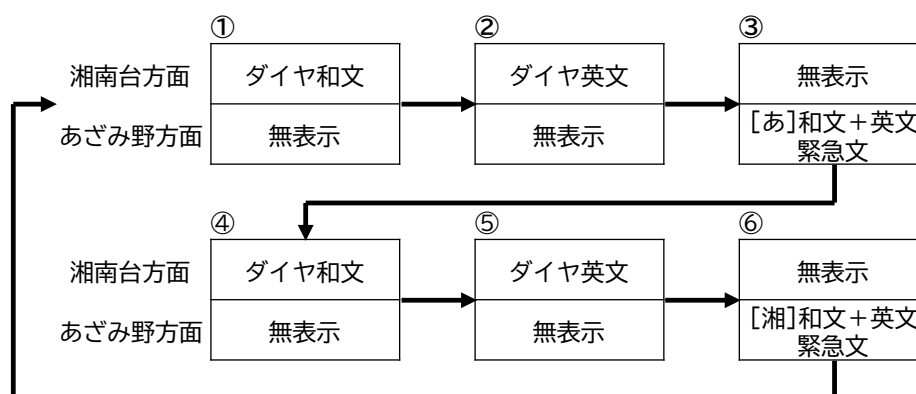 ① ② ③
湘南台方面 ダイヤ和文 ダイヤ英文 無表示
あざみ野方面 無表示 無表示 [あ]和文＋英文
緊急文
④ ⑤ ⑥
湘南台方面 ダイヤ和文 ダイヤ英文 無表示
あざみ野方面 無表示 無表示 [湘]和文＋英文
緊急文